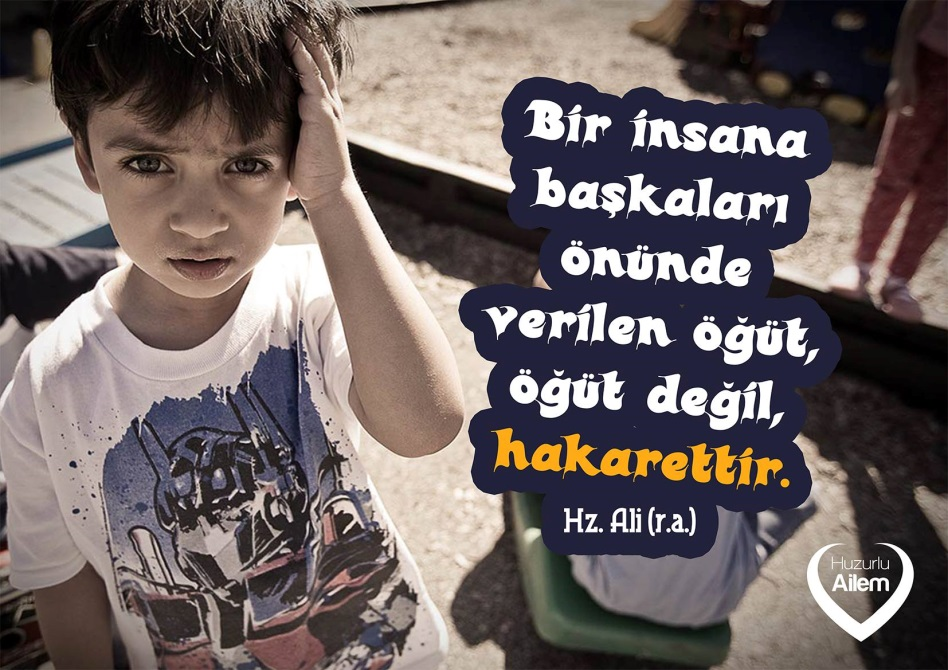 Bir insana
başkaları
önünde
verilen öğüt,
öğüt değil,
hakarettir.
Hz. Ali (r.a.)
Huzurlu
Ailem